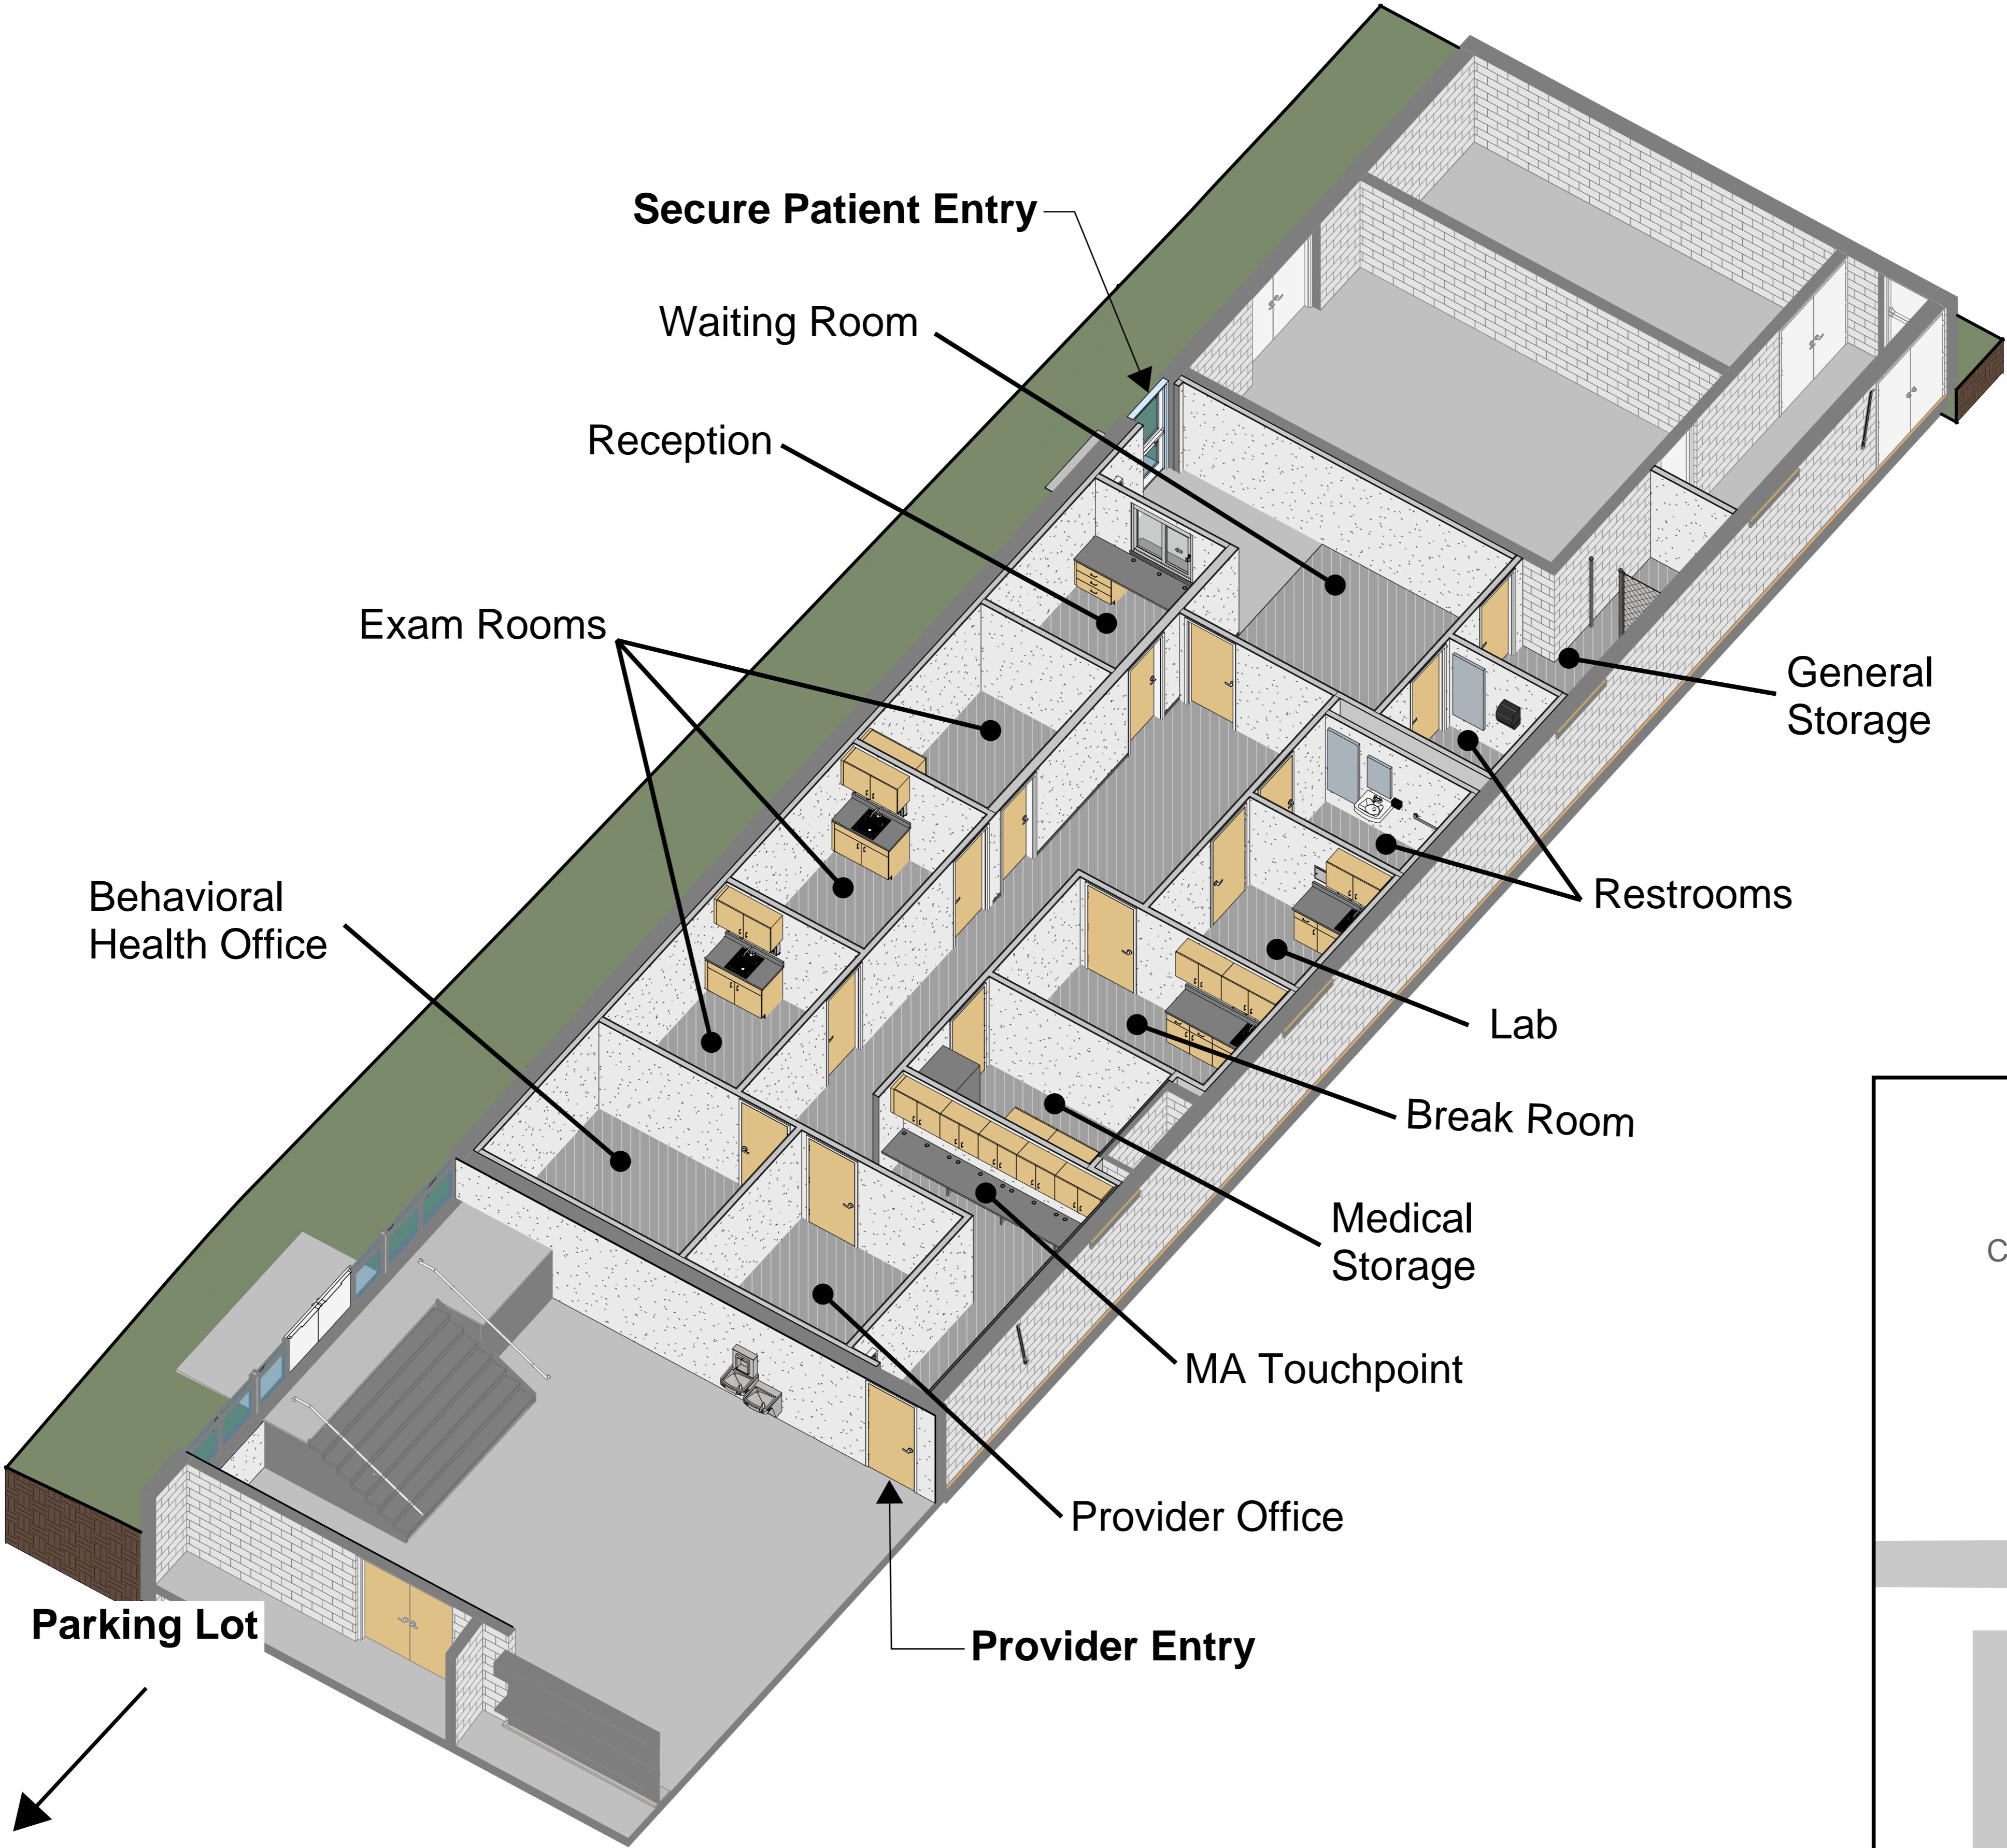 Secure Patient Entry
Waiting Room
Reception
Exam Rooms
General
Storage
Behavioral
Health Office
Restrooms
Lab
Break Room
Medical
Storage
MA Touchpoint
Provider Office
Parking Lot
Provider Entry
C